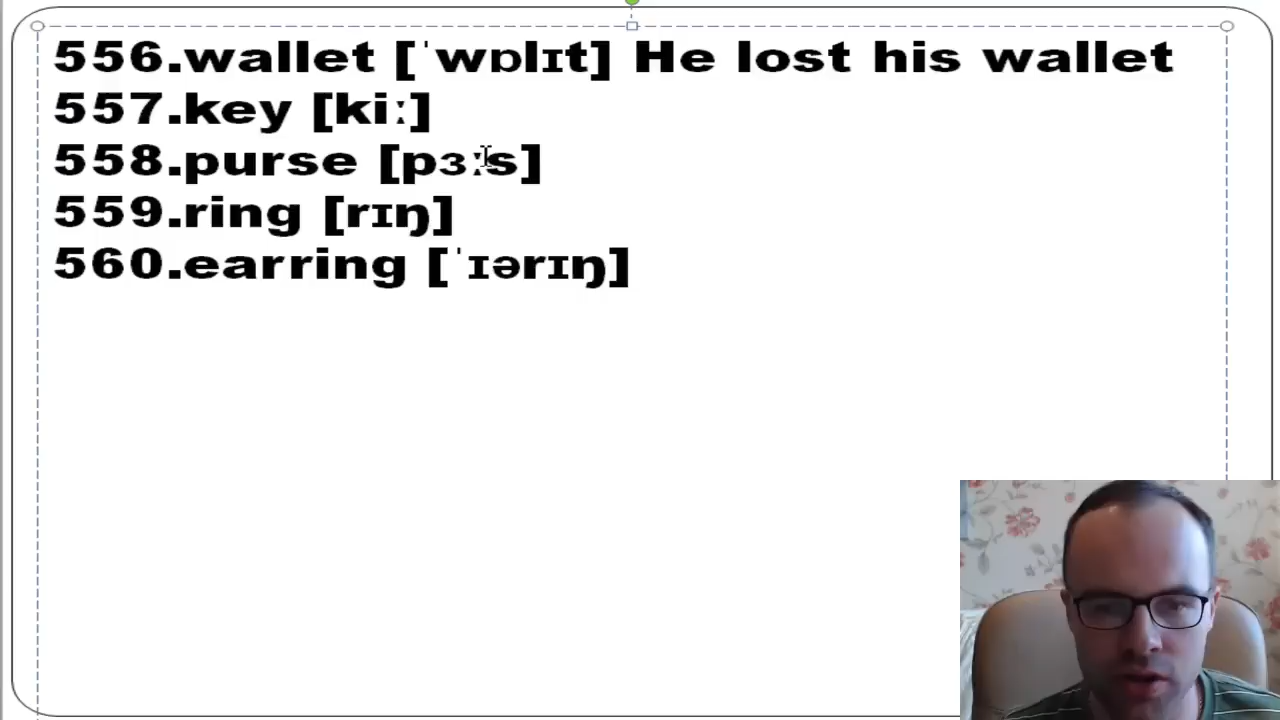 556.wallet [ˈwɒlɪt] He lost his wallet
557.key [kiː]
558.purse [pɜːs]
559.ring [rɪŋ]
560.earring [ˈɪərɪŋ]